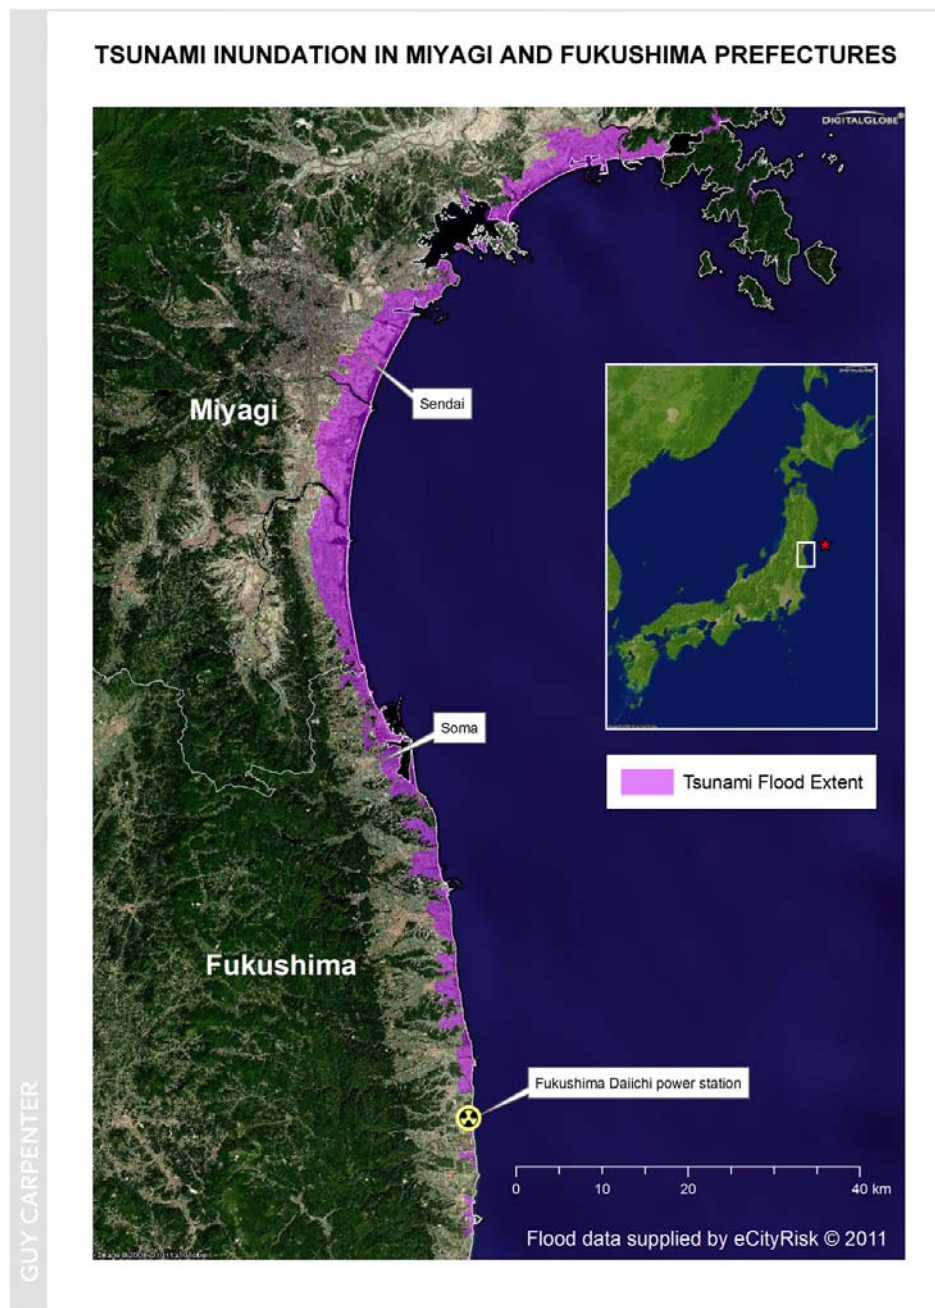 TSUNAMI INUNDATION IN MIYAGI AND FUKUSHIMA PREFECTURES
DIGITALGLOBE®
Sendai
Miyagi
Soma
Tsunami Flood Extent
Fukushima
Fukushima Daiichi power station
0 10 20 40 km
Flood data supplied by eCityRisk © 2011
GUY CARPENTER